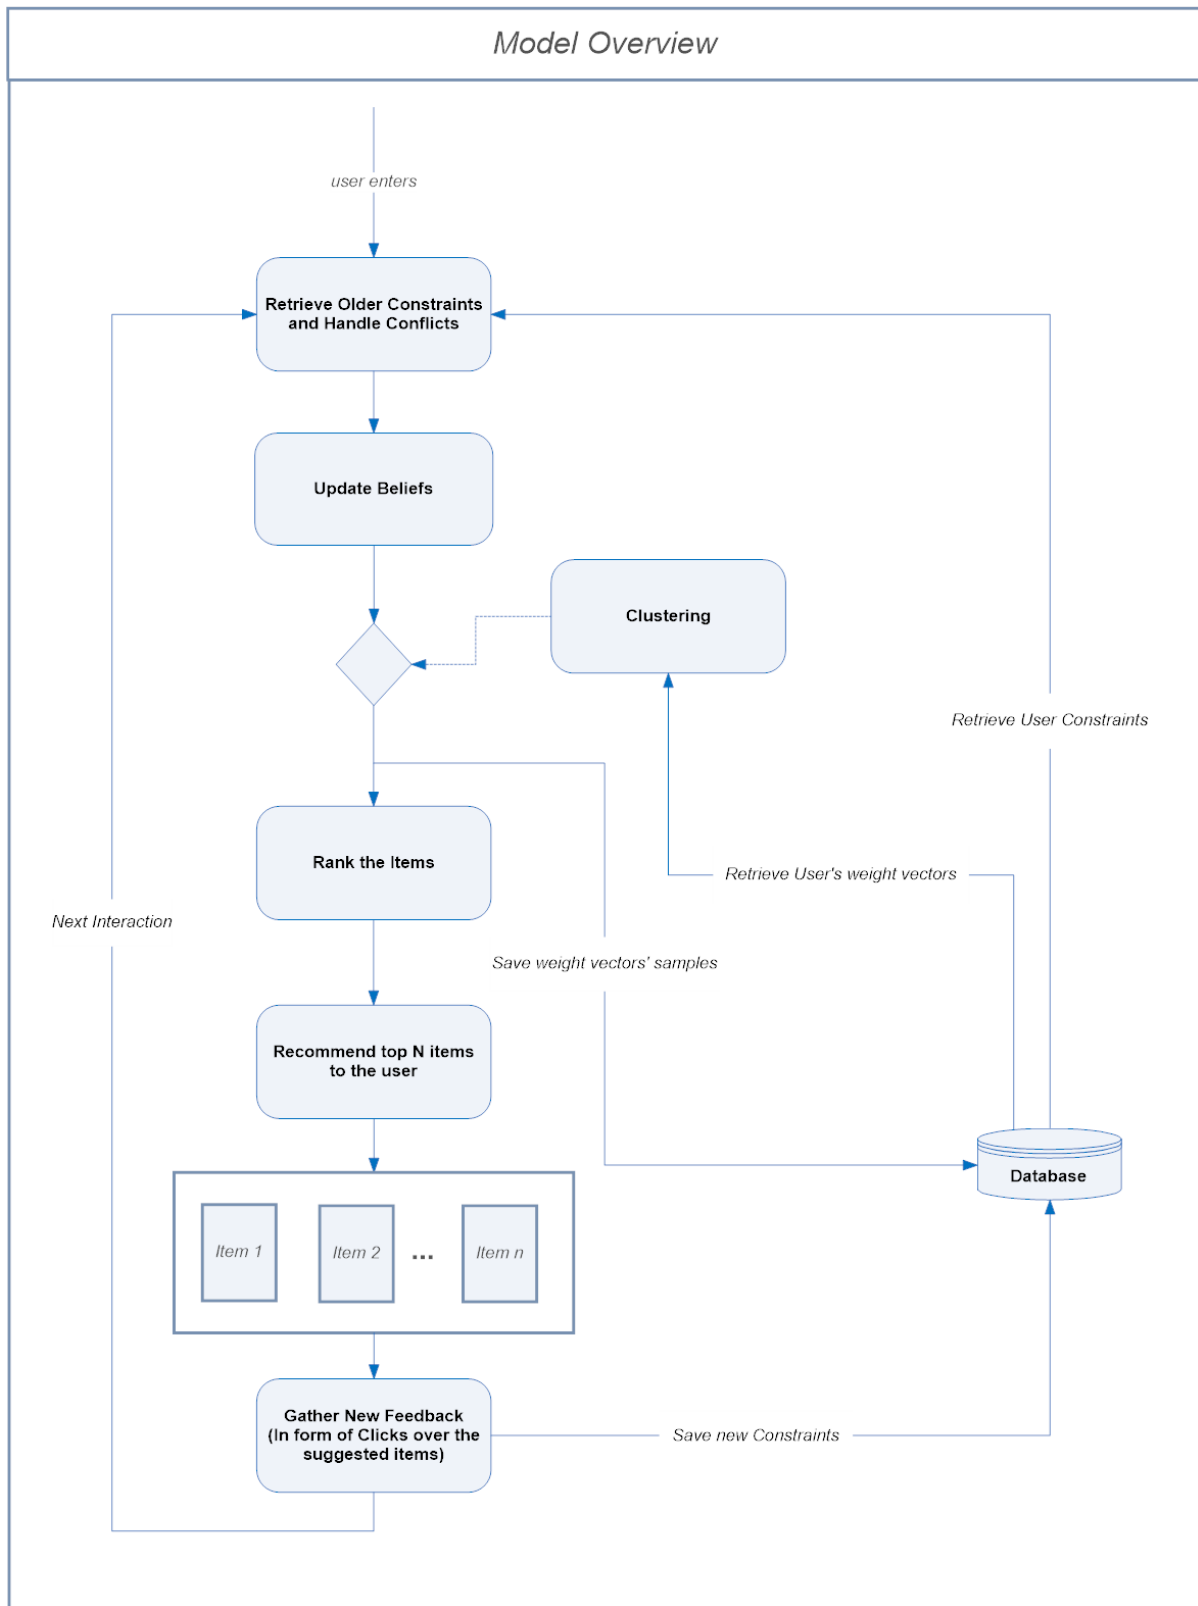 Model Overview
user enters
Retrieve Older Constraints
and Handle Conflicts
Update Beliefs
Clustering
Retrieve User Constraints
Rank the Items
Retrieve User's weight vectors
Next Interaction
Save weight vectors' samples
Recommend top N items
to the user
Database
Item 1
Item 2
...
Item n
Gather New Feedback
(In form of Clicks over the
suggested items)
Save new Constraints